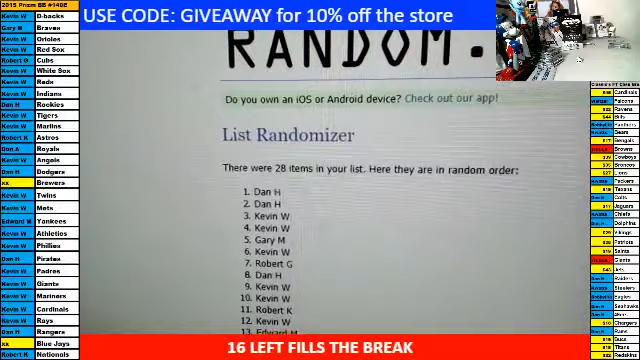 2015 Prizm BB #140E
Kevin W D-backs
Gary M Braves
Kevin W Orioles
Kevin W Red Sox
Robert G Cubs
Kevin W White Sox
Kevin W Reds
Kevin W Indians
Dan H Rockies
Kevin W Tigers
Kevin W Marlins
Robert K Astros
Dan A Royals
Kevin W Angels
Dan H Dodgers
xx Brewers
Kevin W Twins
Kevin W Mets
Edward M Yankees
Kevin W Athletics
Kevin W Phillies
Dan H Pirates
Kevin W Padres
Kevin W Giants
Kevin W Mariners
Kevin W Cardinals
Kevin W Rays
Dan H Rangers
xx Blue Jays
Robert K Nationals
USE CODE: GIVEAWAY for 10% off the store
RANDOM.
Do you own an iOS or Android device? Check out our app!
List Randomizer
There were 28 items in your list. Here they are in random order:
1. Dan H
2. Dan H
3. Kevin W
4. Kevin W
5. Gary M
6. Kevin W
7. Robert G
8. Dan H
9. Kevin W
10. Kevin W
11. Robert K
12. Kevin W
13. Edward M
16 LEFT FILLS THE BREAK
Cardinals
Falcons
Ravens
Bills
Panthers
Bears
Bengals
Browns
Cowboys
Broncos
Lions
Packers
Texans
Colts
Jaguars
Chiefs
Dolphins
Vikings
Patriots
Saints
Giants
Jets
Raiders
Steelers
Eagles
Seahawks
49ers
Chargers
Rams
Bucs
Titans
Redskins